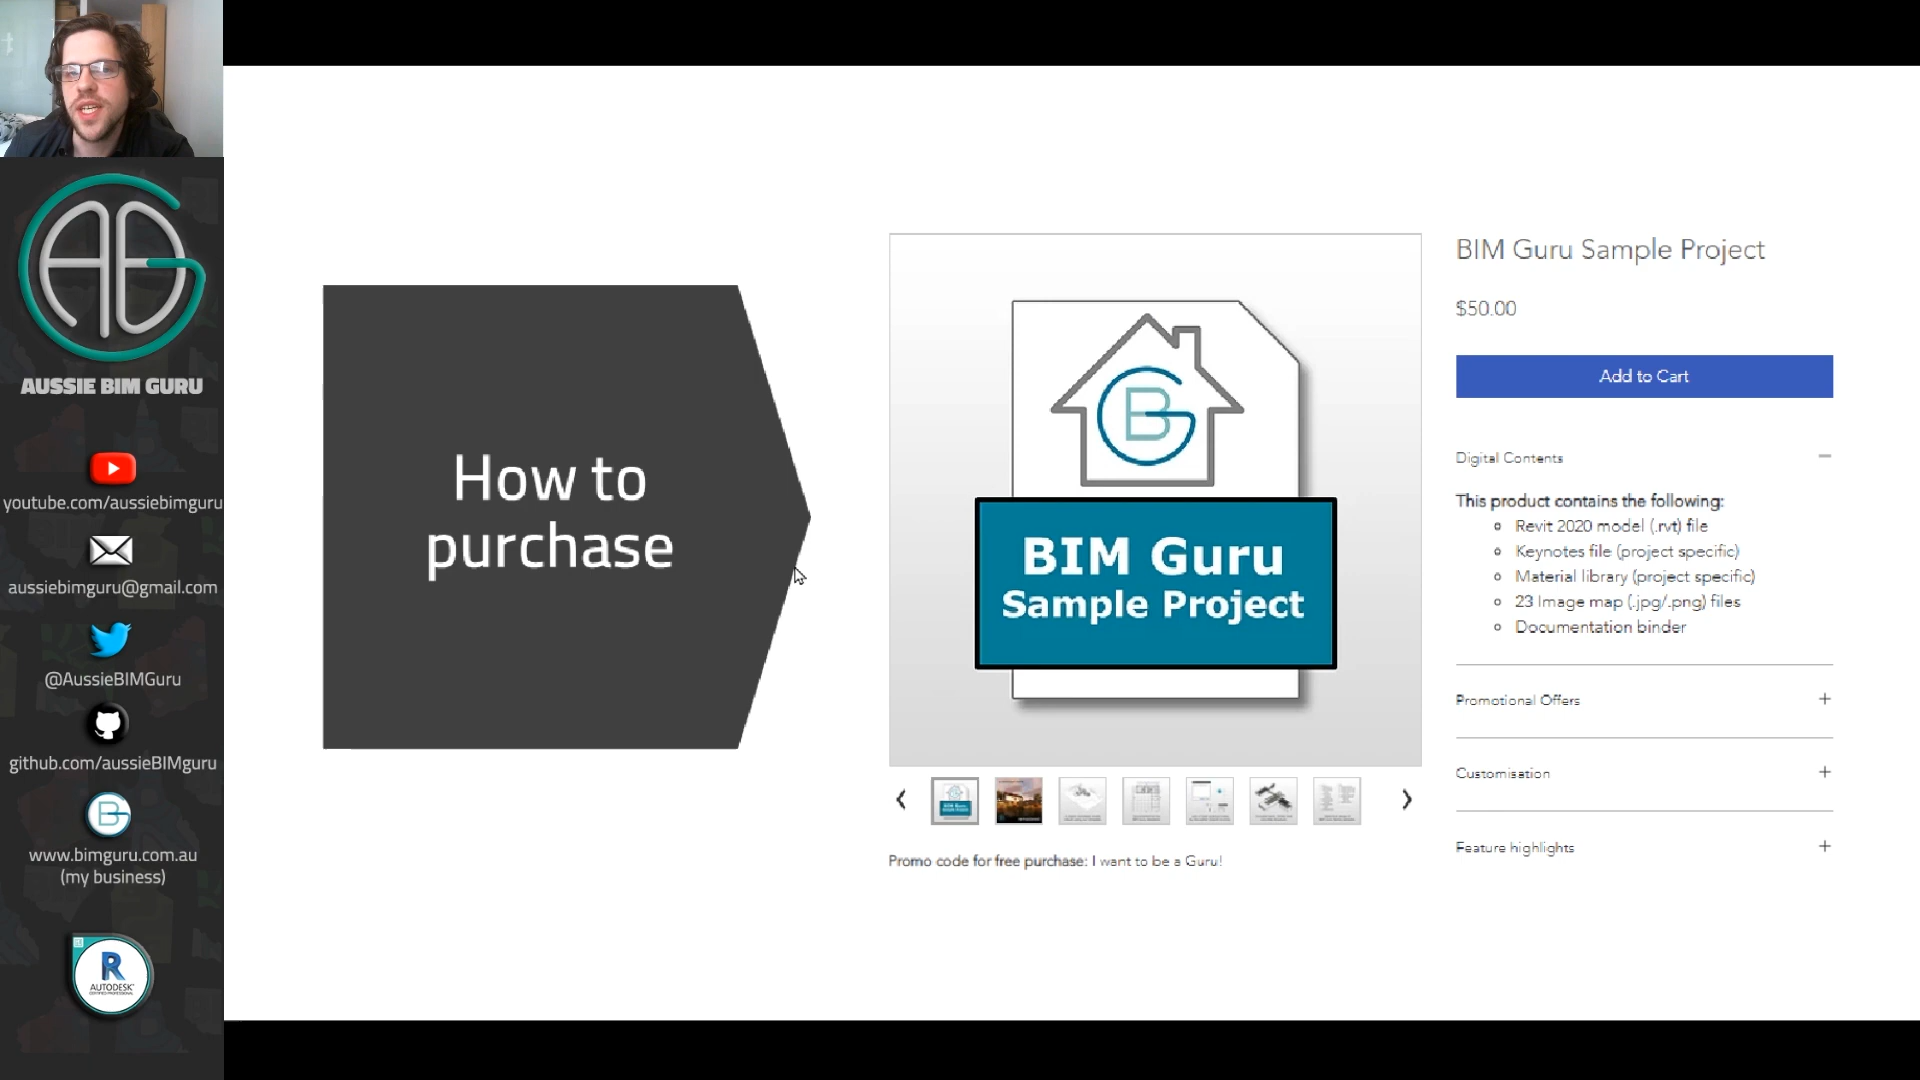 AUSSIE BIM GURU
youtube.com/aussiebimguru
aussiebimguru@gmail.com
@AussieBIMGuru
github.com/aussieBIMguru
www.bimguru.com.au
(my business)
R
AUTODESK
How to
purchase
BIM Guru
Sample Project
Promo code for free purchase: I want to be a Guru!
BIM Guru Sample Project
$50.00
Add to Cart
Digital Contents
This product contains the following:
Revit 2020 model (.rvt) file
Keynotes file (project specific)
Material library (project specific)
23 Image map (.jpg/.png) files
Documentation binder
Promotional Offers
Customisation
Feature highlights